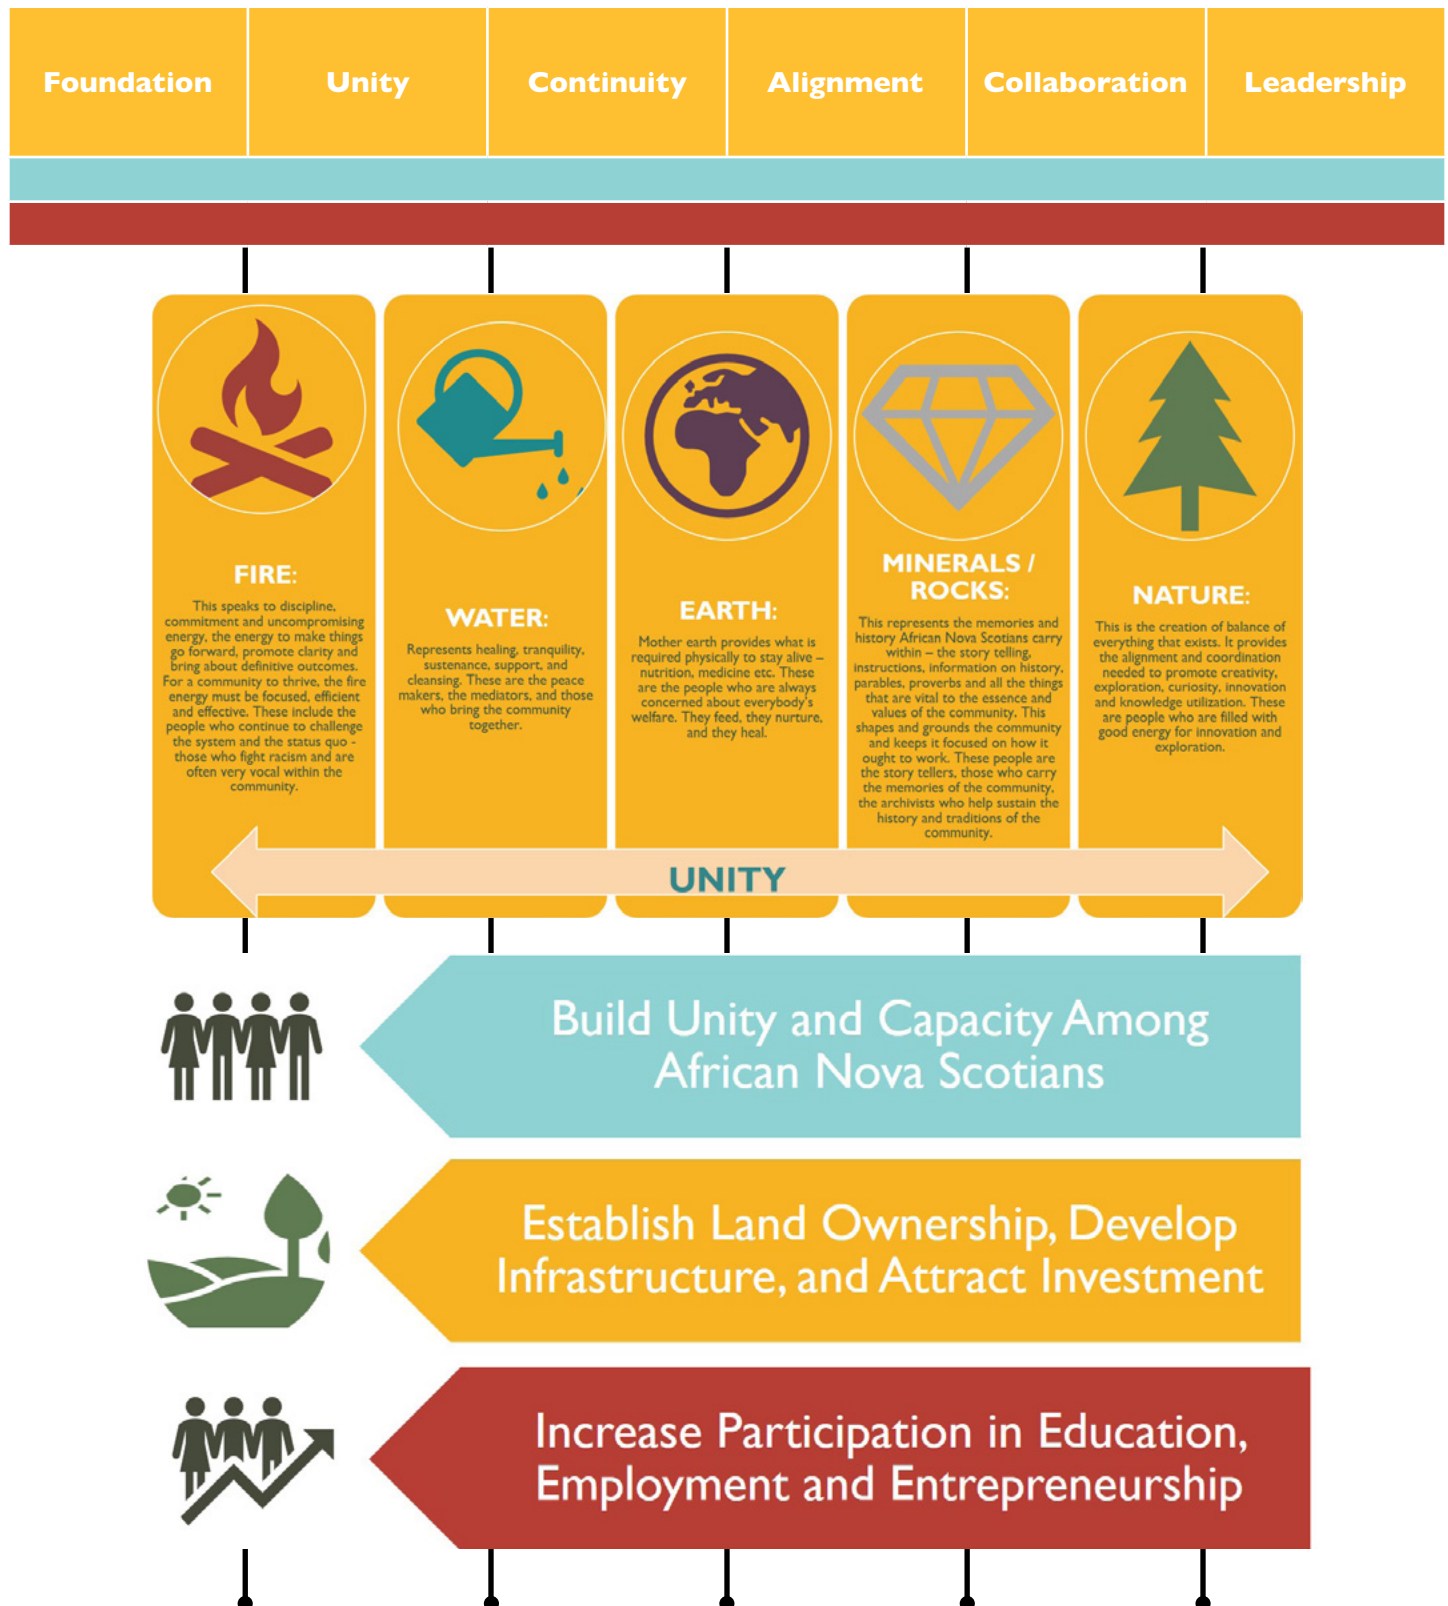 Foundation
Unity
Continuity
Alignment
Collaboration
Leadership
FIRE:
This speaks to discipline,
commitment and uncompromising
energy, the energy to make things
go forward, promote clarity and
bring about definitive outcomes.
For a community to thrive, the fire
energy must be focused, efficient
and effective. These include the
people who continue to challenge
the system and the status quo -
those who fight racism and are
often very vocal within the
community.
WATER:
Represents healing, tranquility,
sustenance, support, and
cleansing. These are the peace
makers, the mediators, and those
who bring the community
together.
EARTH:
Mother earth provides what is
required physically to stay alive –
nutrition, medicine etc. These
are the people who are always
concerned about everybody's
welfare. They feed, they nurture,
and they heal.
MINERALS /
ROCKS:
This represents the memories and
history African Nova Scotians carry
within – the story telling,
instructions, information on history,
parables, proverbs and all the things
that are vital to the essence and
values of the community. This
shapes and grounds the community
and keeps it focused on how it
ought to work. These people are
the story tellers, those who carry
the memories of the community,
the archivists who help sustain the
history and traditions of the
community.
NATURE:
This is the creation of balance of
everything that exists. It provides
the alignment and coordination
needed to promote creativity,
exploration, curiosity, innovation
and knowledge utilization. These
are people who are filled with
good energy for innovation and
exploration.
UNITY
Build Unity and Capacity Among
African Nova Scotians
Establish Land Ownership, Develop
Infrastructure, and Attract Investment
Increase Participation in Education,
Employment and Entrepreneurship